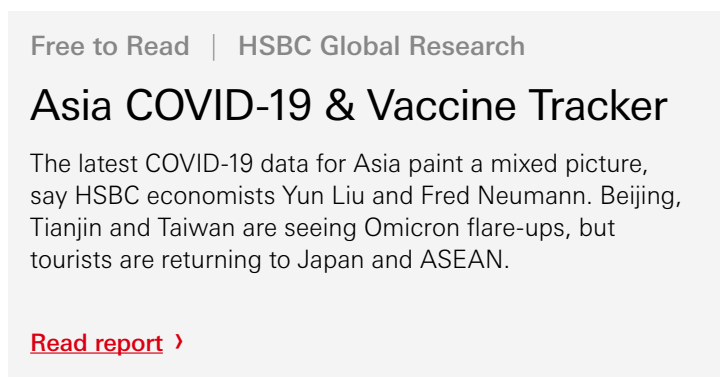 Free to Read | HSBC Global Research
Asia COVID-19 & Vaccine Tracker
The latest COVID-19 data for Asia paint a mixed picture,
say HSBC economists Yun Liu and Fred Neumann. Beijing,
Tianjin and Taiwan are seeing Omicron flare-ups, but
tourists are returning to Japan and ASEAN.
Read report ›